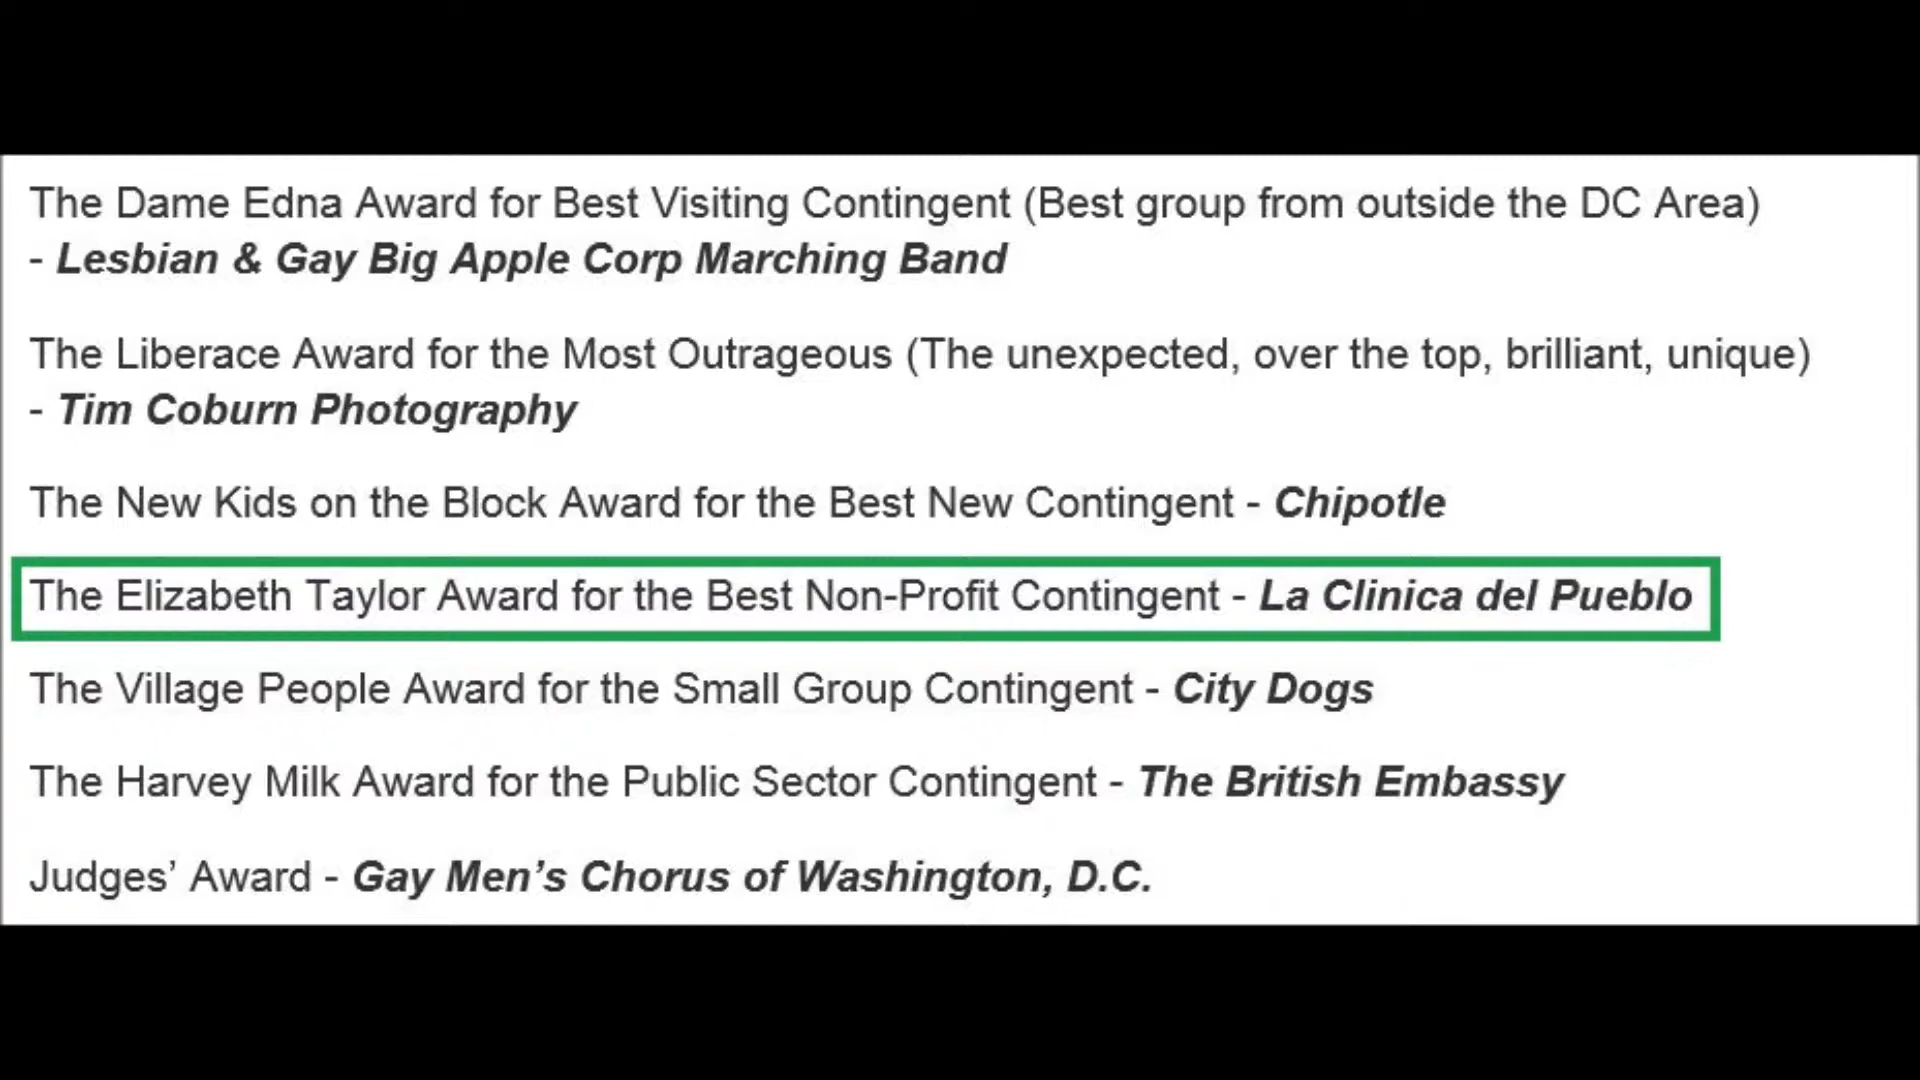 The Dame Edna Award for Best Visiting Contingent (Best group from outside the DC Area)
- Lesbian & Gay Big Apple Corp Marching Band
The Liberace Award for the Most Outrageous (The unexpected, over the top, brilliant, unique)
- Tim Coburn Photography
The New Kids on the Block Award for the Best New Contingent - Chipotle
The Elizabeth Taylor Award for the Best Non-Profit Contingent - La Clinica del Pueblo
The Village People Award for the Small Group Contingent - City Dogs
The Harvey Milk Award for the Public Sector Contingent - The British Embassy
Judges’ Award - Gay Men’s Chorus of Washington, D.C.